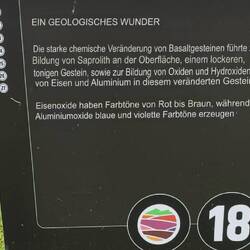 EIN GEOLOGISCHES WUNDER
Die starke chemische Veränderung von Basaltgesteinen führte
Bildung von Saprolith an der Oberfläche, einem lockeren,
tonigen Gestein, sowie zur Bildung von Oxiden und Hydroxiden
von Eisen und Aluminium in diesem veränderten Gestein
Eisenoxide haben Farbtöne von Rot bis Braun, während
Aluminiumoxide blaue und violette Farbtöne erzeugen
18